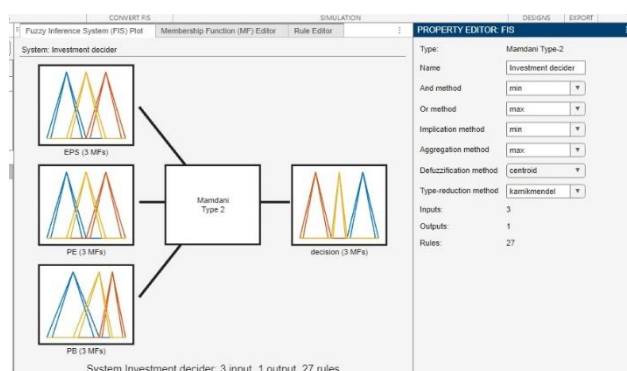 CONVERT FIS SIMULATION DESIGNS EXPORT
Fuzzy Inference System (FIS) Plot Membership Function (MF) Editor Rule Editor
System: Investment decider
EPS (3 MFs)
PE (3 MFs)
PB (3 MFs)
Mamdani
Type 2
decision (3 MFs)
System Investment decider: 3 input, 1 output, 27 rules
PROPERTY EDITOR: FIS
Type: Mamdani Type-2
Name Investment decider
And method min
Or method max
Implication method min
Aggregation method max
Defuzzification method centroid
Type-reduction method karnikmendel
Inputs: 3
Outputs: 1
Rules: 27